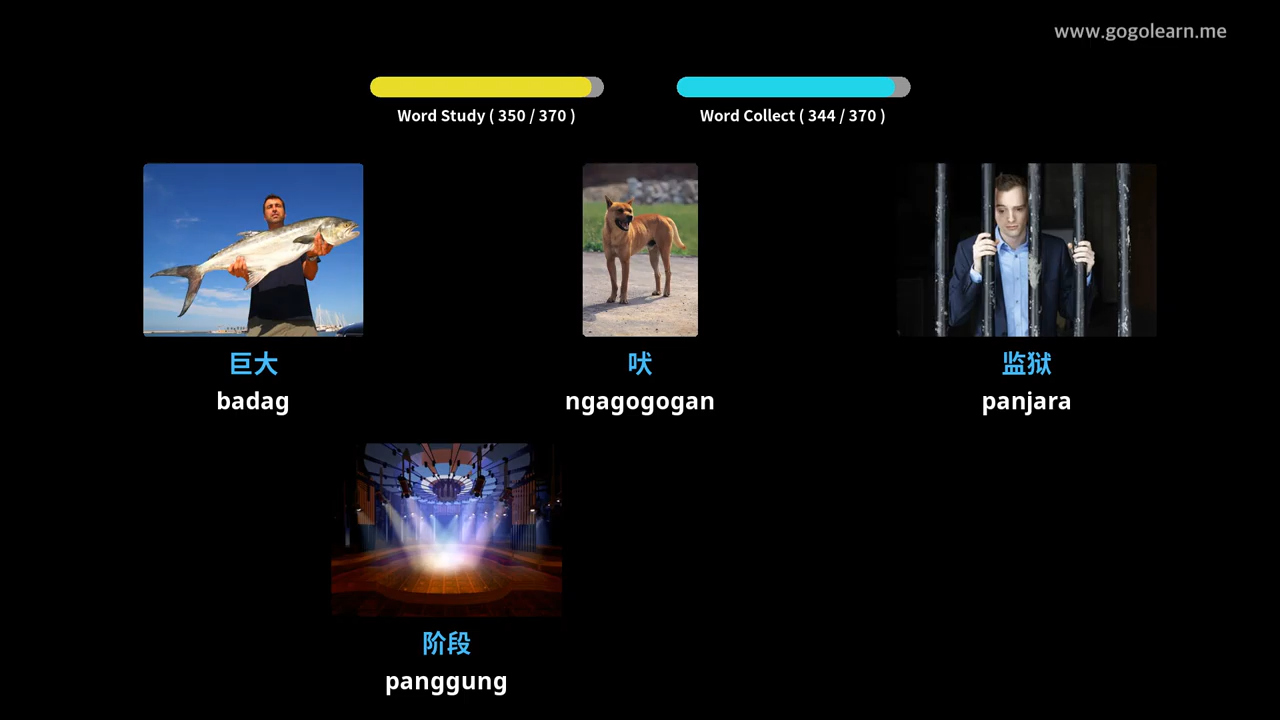 www.gogolearn.me
Word Study ( 350 / 370 )
Word Collect ( 344 / 370 )
巨大
badag
吠
ngagogogan
监狱
panjara
阶段
panggung